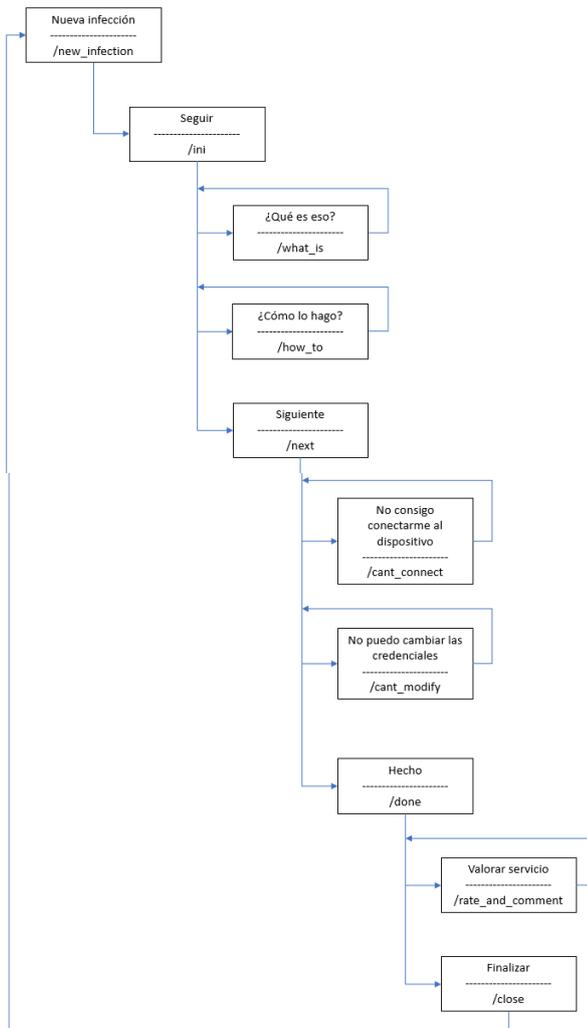 Nueva infección
----------------------
/new_infection
Seguir
----------------------
/ini
¿Qué es eso?
----------------------
/what_is
¿Cómo lo hago?
----------------------
/how_to
Siguiente
----------------------
/next
No consigo
conectarme al
dispositivo
----------------------
/cant_connect
No puedo cambiar las
credenciales
----------------------
/cant_modify
Hecho
----------------------
/done
Valorar servicio
----------------------
/rate_and_comment
Finalizar
----------------------
/close